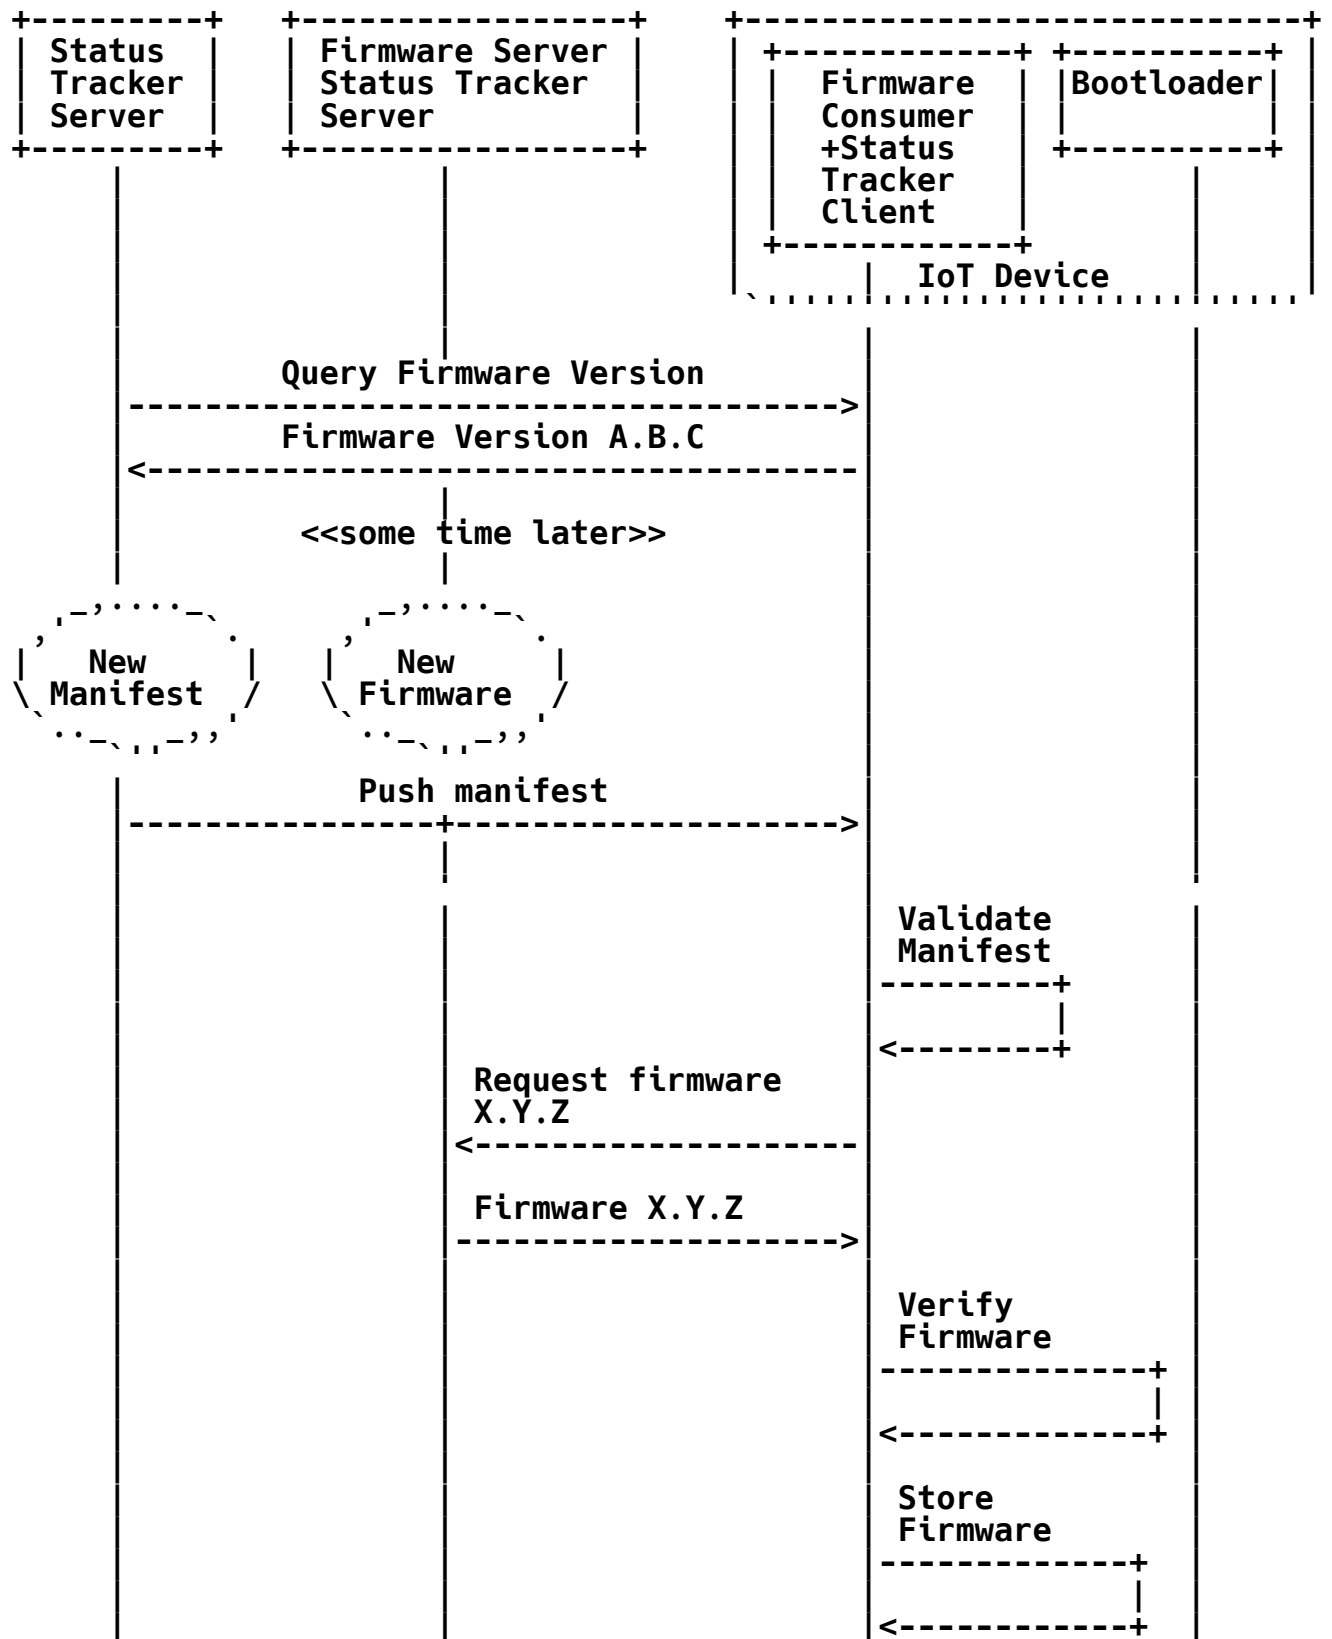 Status
Tracker
Server
Firmware Server
Status Tracker
Server
Firmware
Consumer
+Status
Tracker
Client
Bootloader
IoT Device
Query Firmware Version
Firmware Version A.B.C
<<some time later>>
New
Manifest
New
Firmware
Push manifest
Validate
Manifest
Request firmware
X.Y.Z
Firmware X.Y.Z
Verify
Firmware
Store
Firmware